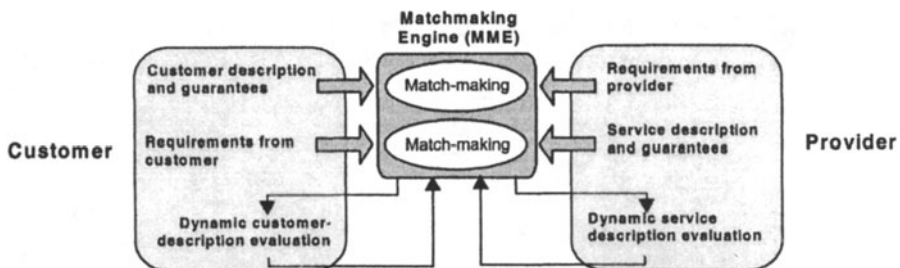 Matchmaking
Engine (MME)
Customer description
and guarantees
Match-making
Requirements from
provider
Customer
Requirements from
customer
Match-making
Service description
and guarantees
Provider
Dynamic customer-
description evaluation
Dynamic service
description evaluation